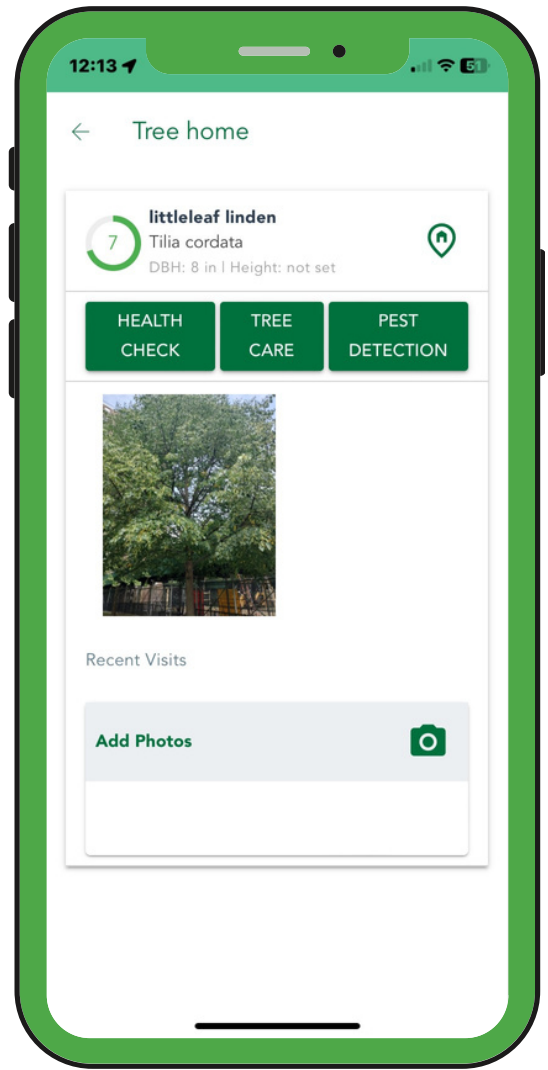 12:13
51
Tree home
7
littleleaf linden
Tilia cordata
DBH: 8 in | Height: not set
HEALTH
CHECK
TREE
CARE
PEST
DETECTION
Recent Visits
Add Photos